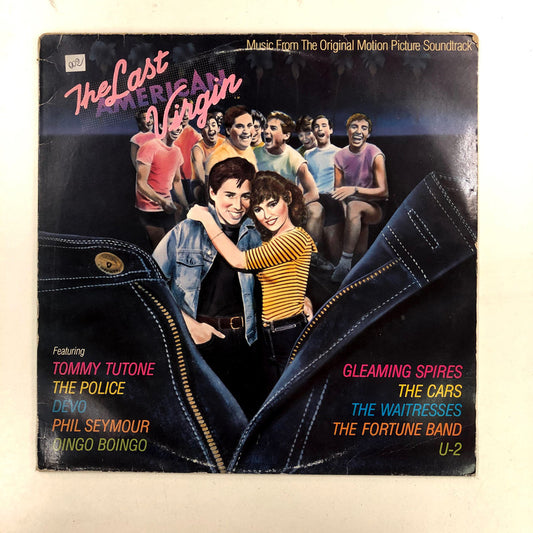 Music From The Original Motion Picture Soundtrack
The Last
AMERICAN
Virgin
Featuring
TOMMY TUTONE
THE POLICE
DEVO
PHIL SEYMOUR
OINGO BOINGO
GLEAMING SPIRES
THE CARS
THE WAITRESSES
THE FORTUNE BAND
U-2